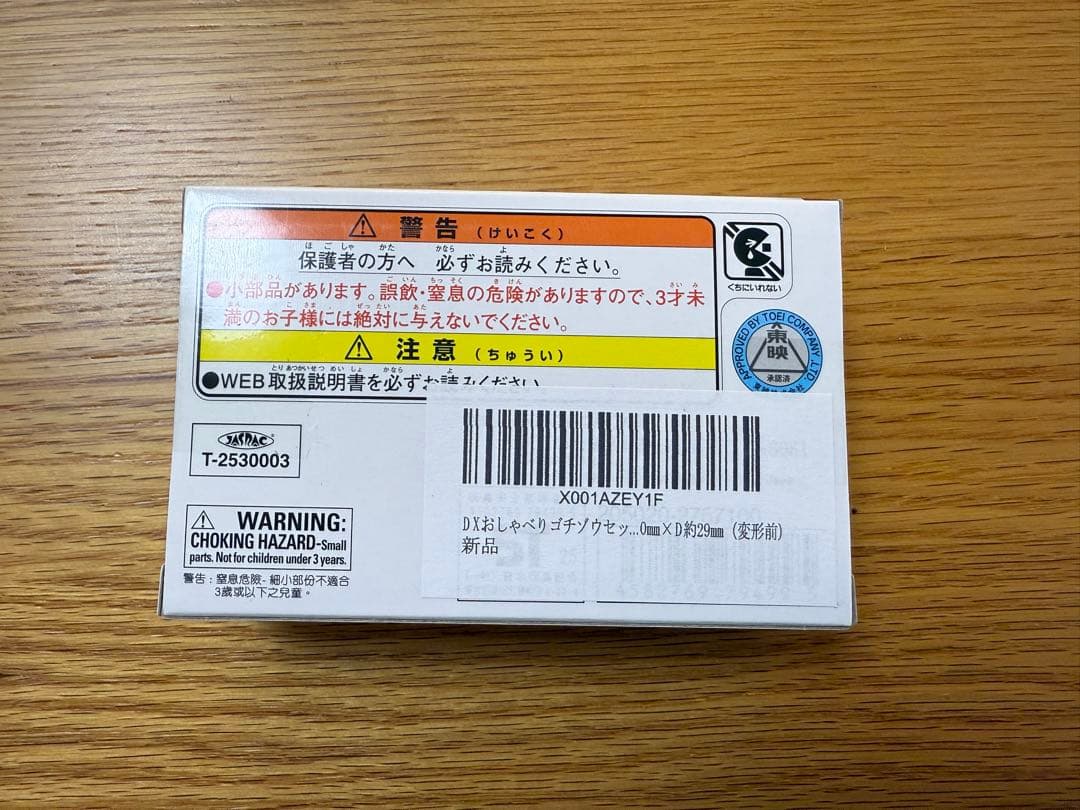 警告（けいこく）
保護者の方へ 必ずお読みください。
●小部品があります。誤飲・窒息の危険がありますので、3才未
満のお子様には絶対に与えないでください。
注意（ちゅうい）
●WEB取扱説明書を必ずお読みください
くちにいれない
APPROVED BY TOEI COMPANY, LTD.
東映
承認済
JASRAC
T-2530003
WARNING:
CHOKING HAZARD-Small
parts. Not for children under 3 years.
警告：窒息危險-細小部份不適合
3歲或以下之兒童。
X001AZEY1F
DXおしゃべりゴチゾウセッ...0mm×D約29mm（変形前）
新品